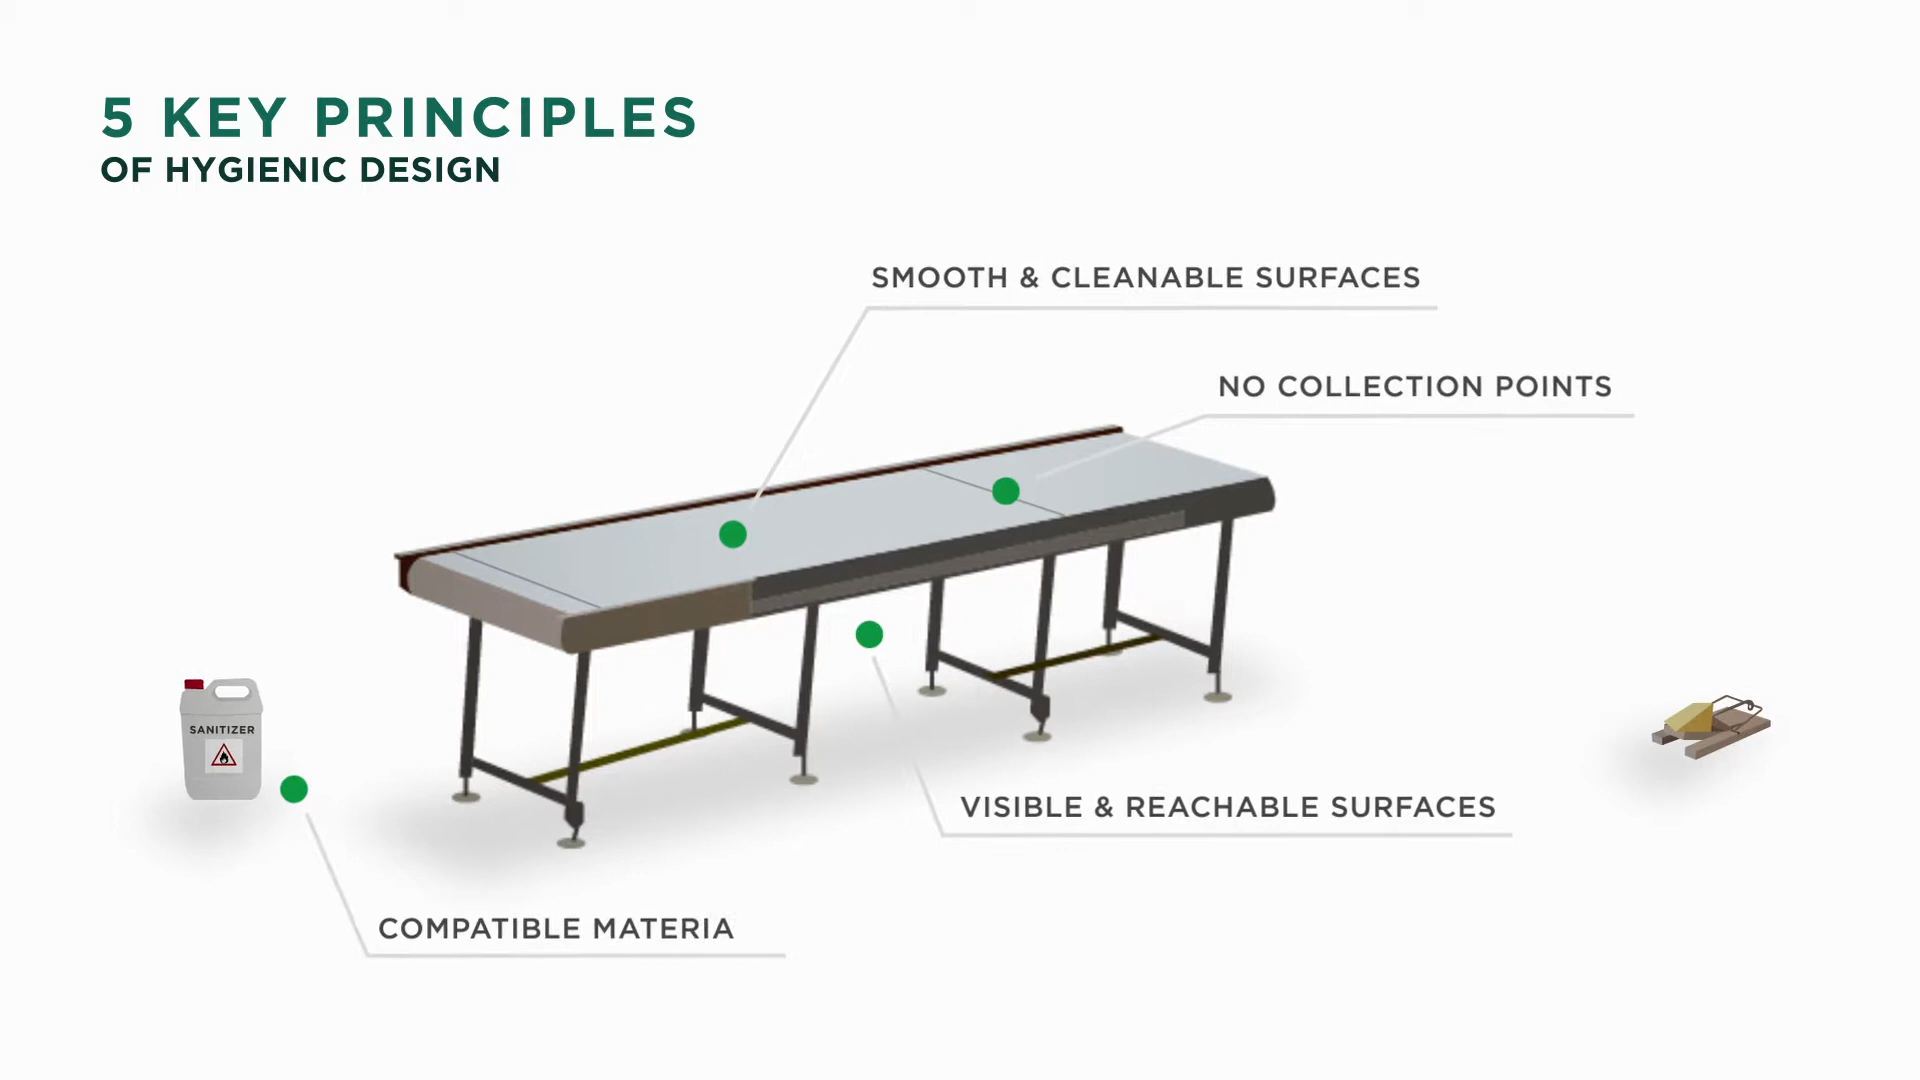 5 KEY PRINCIPLES
OF HYGIENIC DESIGN
SMOOTH & CLEANABLE SURFACES
NO COLLECTION POINTS
SANITIZER
VISIBLE & REACHABLE SURFACES
COMPATIBLE MATERIA